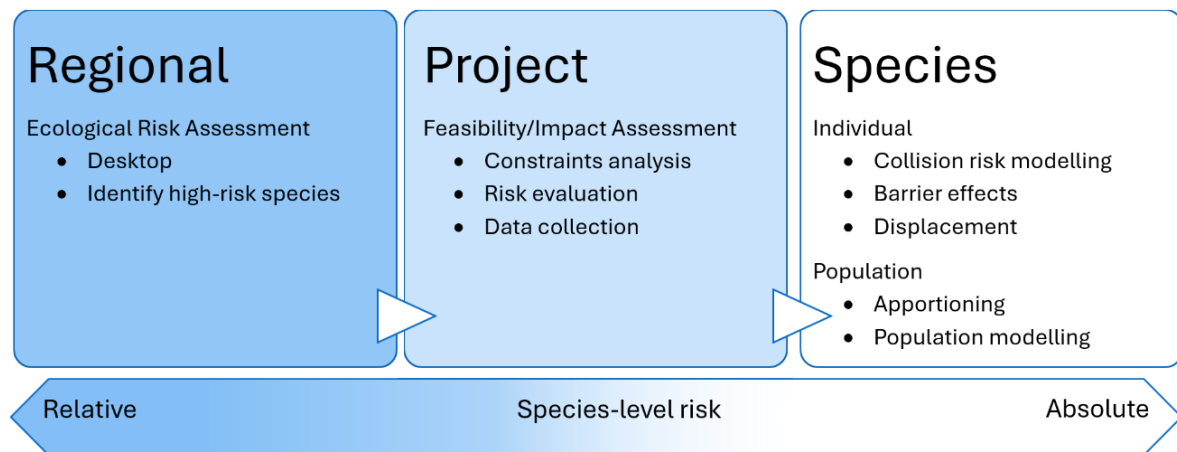 Regional
Ecological Risk Assessment
• Desktop
• Identify high-risk species
Project
Feasibility/Impact Assessment
• Constraints analysis
• Risk evaluation
• Data collection
Species
Individual
• Collision risk modelling
• Barrier effects
• Displacement
Population
• Apportioning
• Population modelling
Relative
Species-level risk
Absolute